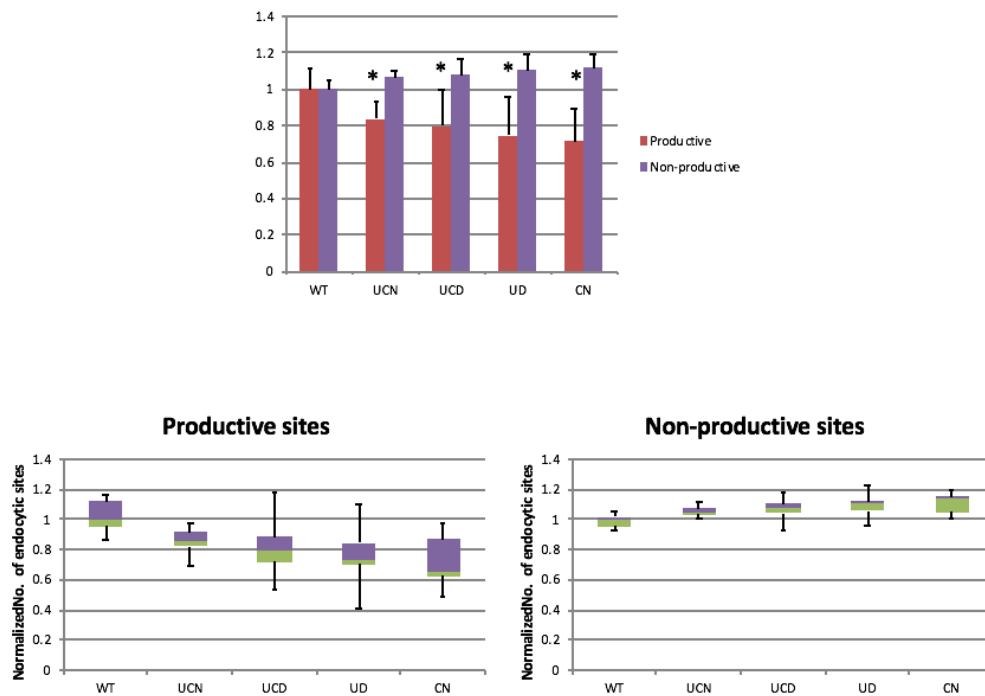 1.4
1.2
1
0.8
0.6
0.4
0.2
0
* * * *
WT UCN UCD UD CN
Productive
Non-productive
Productive sites
NormalizedNo. of endocytic sites
1.4
1.2
1
0.8
0.6
0.4
0.2
0
WT UCN UCD UD CN
Non-productive sites
NormalizedNo. of endocytic sites
1.4
1.2
1
0.8
0.6
0.4
0.2
0
WT UCN UCD UD CN